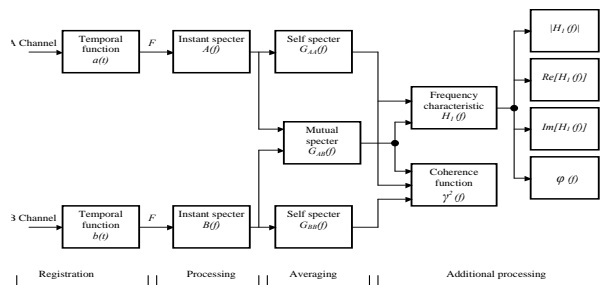 A Channel
Temporal
function
a(t)
F
Instant specter
A(f)
Self specter
G_AA(f)
Mutual
specter
G_AB(f)
Frequency
characteristic
H_1 (f)
|H_1 (f)|
Re[H_1 (f)]
Im[H_1 (f)]
φ (f)
B Channel
Temporal
function
b(t)
F
Instant specter
B(f)
Self specter
G_BB(f)
Coherence
function
γ² (f)
Registration
Processing
Averaging
Additional processing